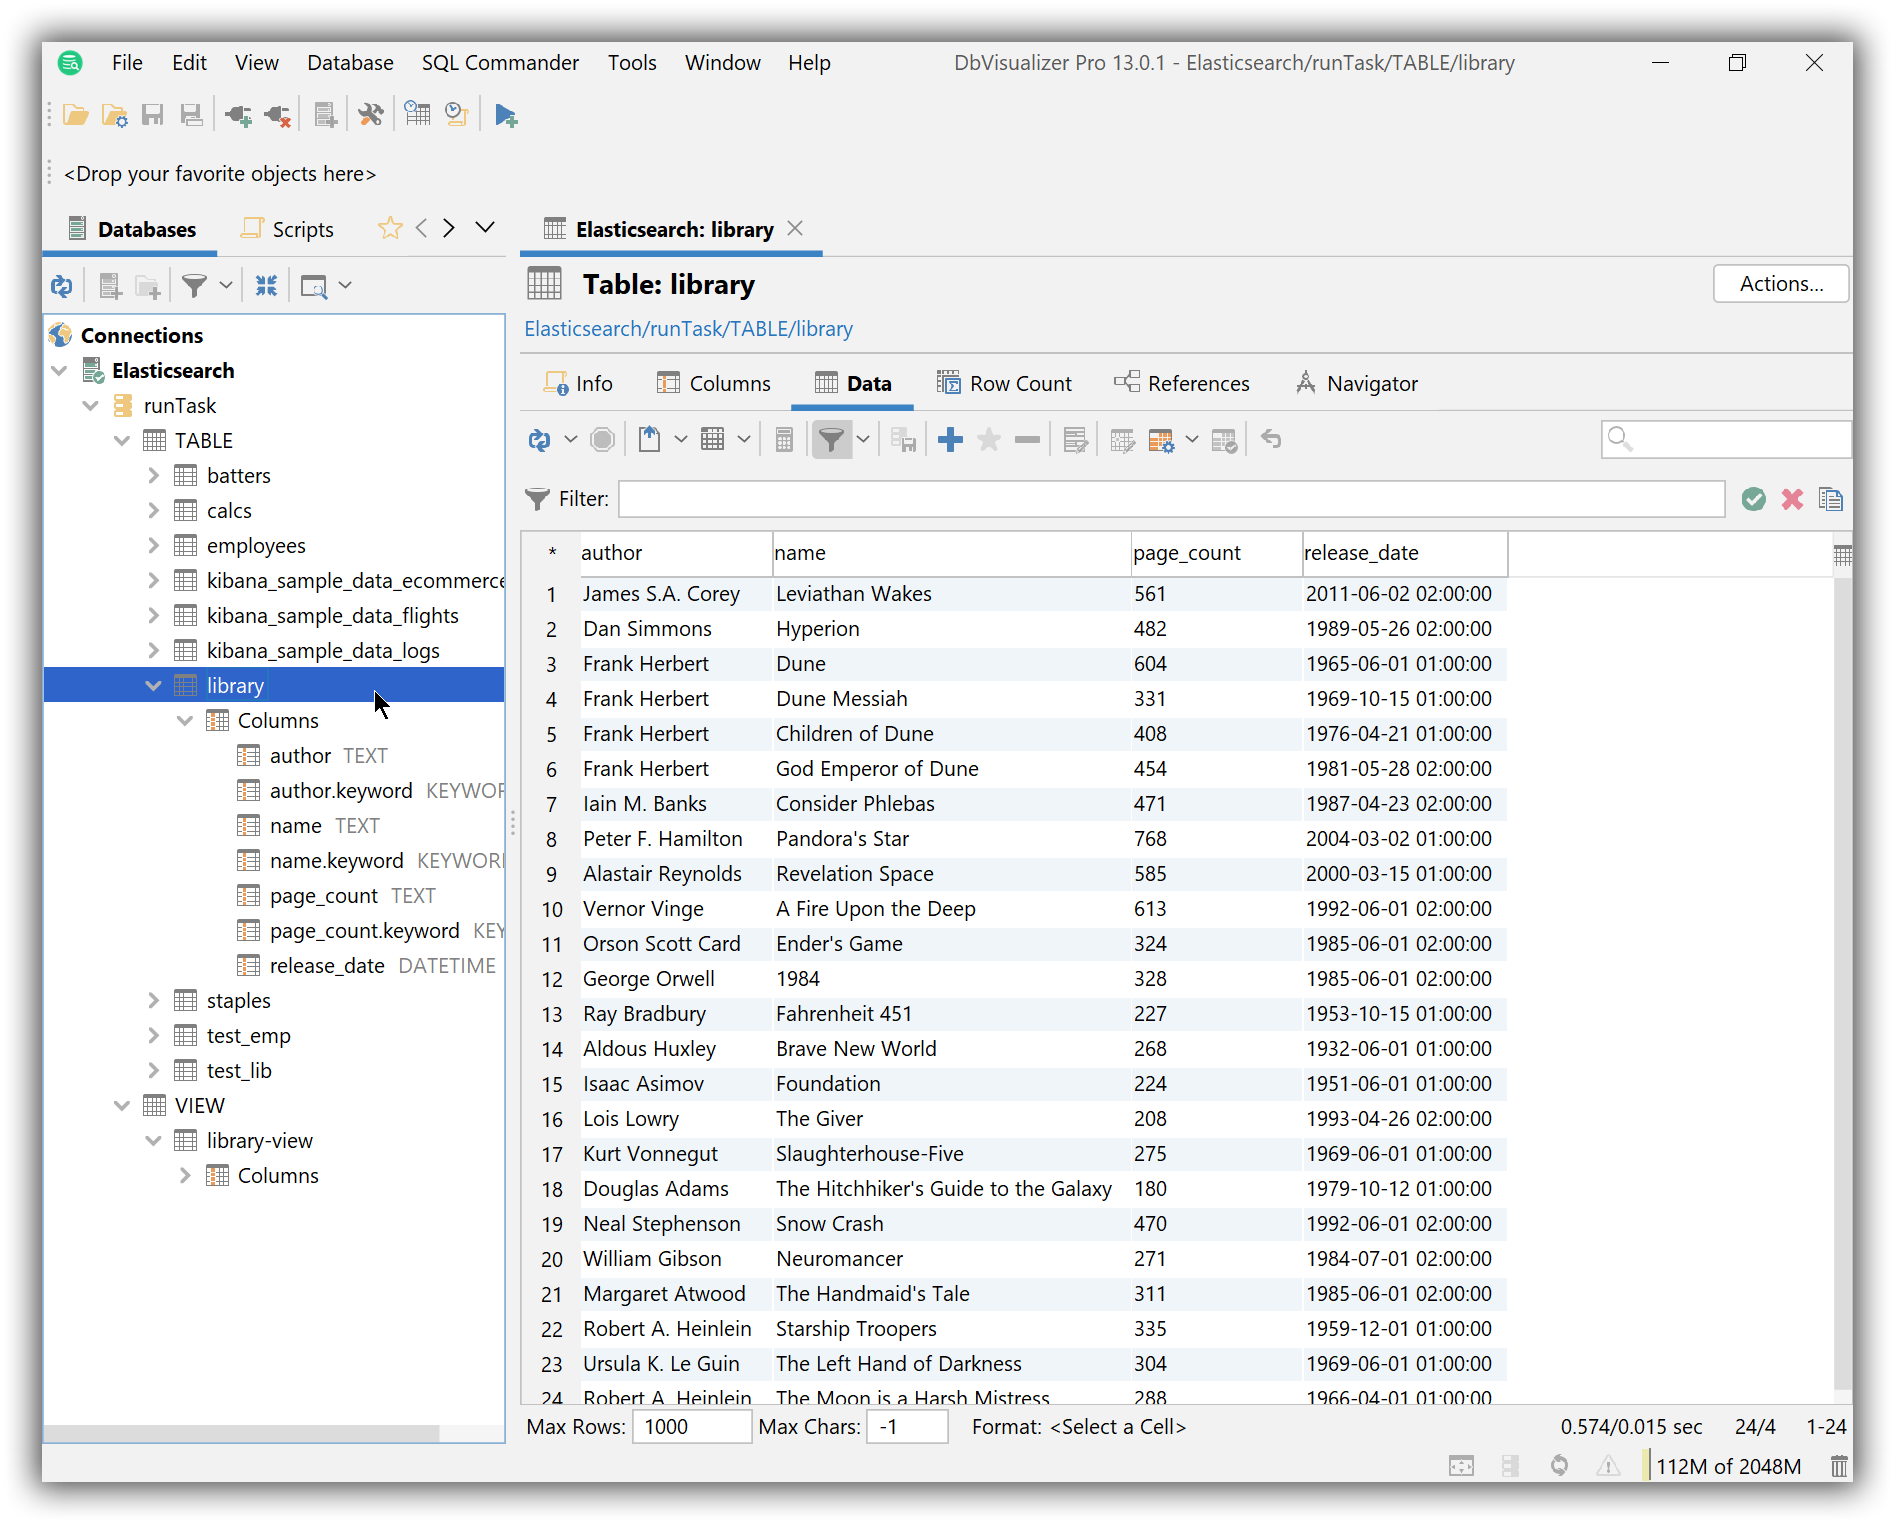 File Edit View Database SQL Commander Tools Window Help DbVisualizer Pro 13.0.1 - Elasticsearch/runTask/TABLE/library
<Drop your favorite objects here>
Databases Scripts
Elasticsearch: library
Table: library
Actions...
Elasticsearch/runTask/TABLE/library
Info Columns Data Row Count References Navigator
Filter:
Connections
Elasticsearch
runTask
TABLE
batters
calcs
employees
kibana_sample_data_ecommerce
kibana_sample_data_flights
kibana_sample_data_logs
library
Columns
author TEXT
author.keyword KEYWOR
name TEXT
name.keyword KEYWOR
page_count TEXT
page_count.keyword KEY
release_date DATETIME
staples
test_emp
test_lib
VIEW
library-view
Columns
* author name page_count release_date
1 James S.A. Corey Leviathan Wakes 561 2011-06-02 02:00:00
2 Dan Simmons Hyperion 482 1989-05-26 02:00:00
3 Frank Herbert Dune 604 1965-06-01 01:00:00
4 Frank Herbert Dune Messiah 331 1969-10-15 01:00:00
5 Frank Herbert Children of Dune 408 1976-04-21 01:00:00
6 Frank Herbert God Emperor of Dune 454 1981-05-28 02:00:00
7 Iain M. Banks Consider Phlebas 471 1987-04-23 02:00:00
8 Peter F. Hamilton Pandora's Star 768 2004-03-02 01:00:00
9 Alastair Reynolds Revelation Space 585 2000-03-15 01:00:00
10 Vernor Vinge A Fire Upon the Deep 613 1992-06-01 02:00:00
11 Orson Scott Card Ender's Game 324 1985-06-01 02:00:00
12 George Orwell 1984 328 1985-06-01 02:00:00
13 Ray Bradbury Fahrenheit 451 227 1953-10-15 01:00:00
14 Aldous Huxley Brave New World 268 1932-06-01 01:00:00
15 Isaac Asimov Foundation 224 1951-06-01 01:00:00
16 Lois Lowry The Giver 208 1993-04-26 02:00:00
17 Kurt Vonnegut Slaughterhouse-Five 275 1969-06-01 01:00:00
18 Douglas Adams The Hitchhiker's Guide to the Galaxy 180 1979-10-12 01:00:00
19 Neal Stephenson Snow Crash 470 1992-06-01 02:00:00
20 William Gibson Neuromancer 271 1984-07-01 02:00:00
21 Margaret Atwood The Handmaid's Tale 311 1985-06-01 02:00:00
22 Robert A. Heinlein Starship Troopers 335 1959-12-01 01:00:00
23 Ursula K. Le Guin The Left Hand of Darkness 304 1969-06-01 01:00:00
24 Robert A. Heinlein The Moon is a Harsh Mistress 288 1966-04-01 01:00:00
Max Rows: 1000 Max Chars: -1 Format: <Select a Cell> 0.574/0.015 sec 24/4 1-24
112M of 2048M